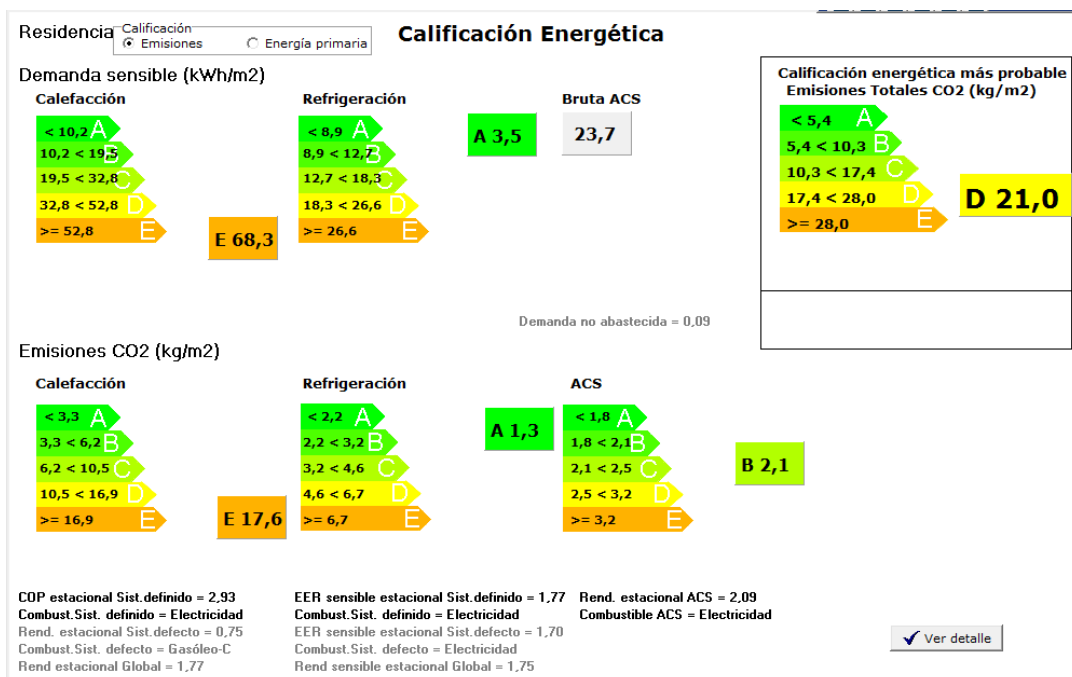 Residencia
Calificación
Emisiones Energía primaria
Calificación Energética
Demanda sensible (kWh/m2)
Calefacción
< 10,2 A
10,2 < 19,5 B
19,5 < 32,8 C
32,8 < 52,8 D
>= 52,8 E
E 68,3
Refrigeración
< 8,9 A
8,9 < 12,7 B
12,7 < 18,3 C
18,3 < 26,6 D
>= 26,6 E
A 3,5
Bruta ACS
23,7
Demanda no abastecida = 0,09
Calificación energética más probable
Emisiones Totales CO2 (kg/m2)
< 5,4 A
5,4 < 10,3 B
10,3 < 17,4 C
17,4 < 28,0 D
>= 28,0 E
D 21,0
Emisiones CO2 (kg/m2)
Calefacción
< 3,3 A
3,3 < 6,2 B
6,2 < 10,5 C
10,5 < 16,9 D
>= 16,9 E
E 17,6
Refrigeración
< 2,2 A
2,2 < 3,2 B
3,2 < 4,6 C
4,6 < 6,7 D
>= 6,7 E
A 1,3
ACS
< 1,8 A
1,8 < 2,1 B
2,1 < 2,5 C
2,5 < 3,2 D
>= 3,2 E
B 2,1
COP estacional Sist.definido = 2,93
Combust.Sist. definido = Electricidad
Rend. estacional Sist.defecto = 0,75
Combust.Sist. defecto = Gasóleo-C
Rend estacional Global = 1,77
EER sensible estacional Sist.definido = 1,77
Combust.Sist. definido = Electricidad
EER sensible estacional Sist.defecto = 1,70
Combust.Sist. defecto = Electricidad
Rend sensible estacional Global = 1,75
Rend. estacional ACS = 2,09
Combustible ACS = Electricidad
Ver detalle